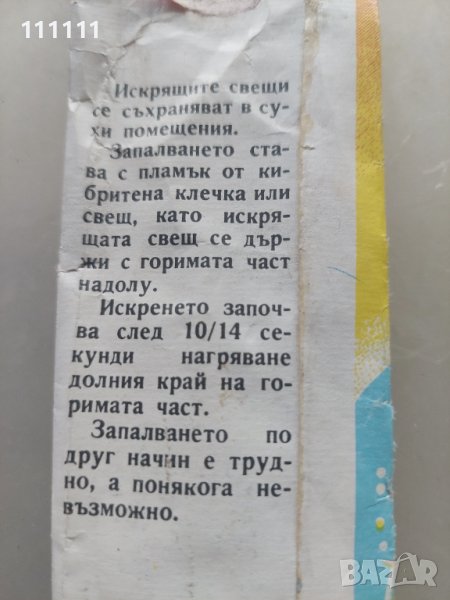 111111
Искрящите свещи
се съхраняват в су-
хи помещения.
Запалването ста-
ва с пламък от ки-
бритена клечка или
свещ, като искря-
щата свещ се дър-
жи с горимата част
надолу.
Искренето започ-
ва след 10/14 се-
кунди нагряване
долния край на го-
римата част.
Запалването по
друг начин е труд-
но, а понякога не-
възможно.
BAZAR